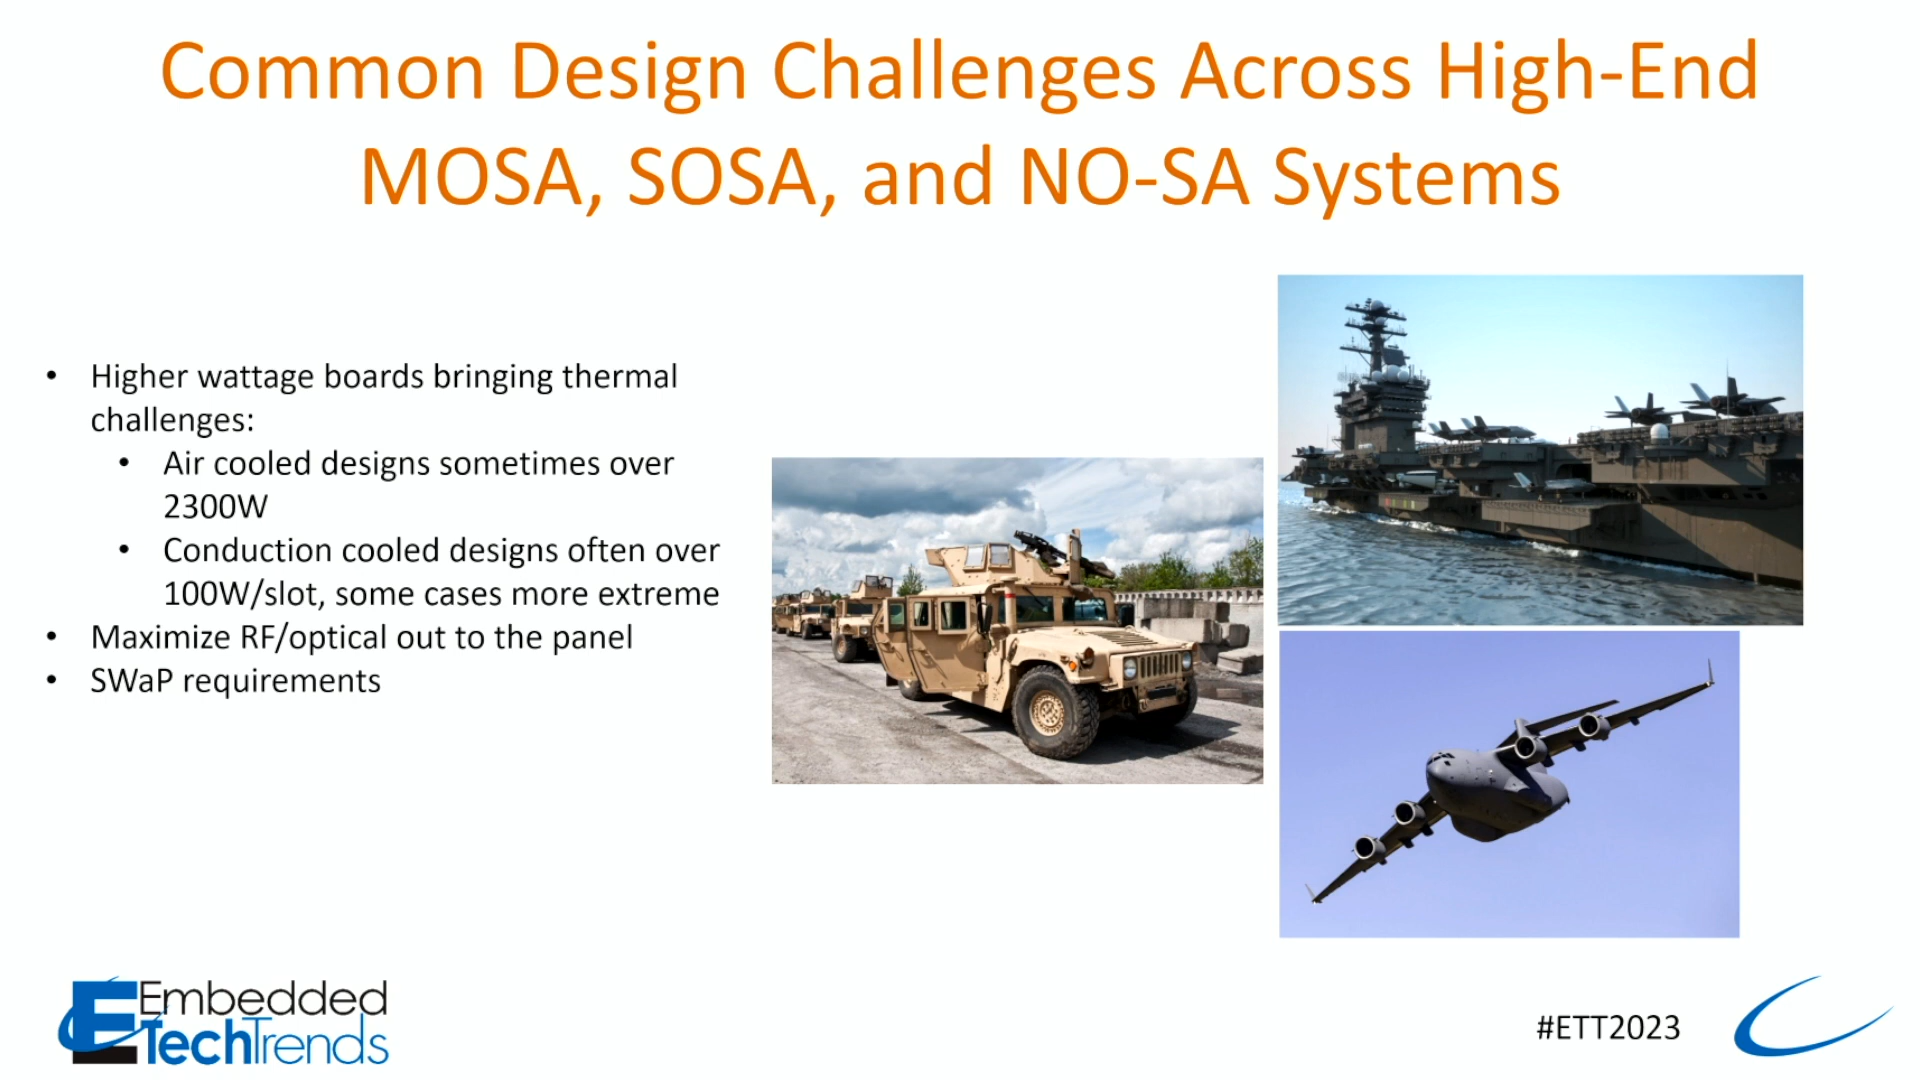 Common Design Challenges Across High-End
MOSA, SOSA, and NO-SA Systems
• Higher wattage boards bringing thermal
challenges:
• Air cooled designs sometimes over
2300W
• Conduction cooled designs often over
100W/slot, some cases more extreme
• Maximize RF/optical out to the panel
• SWaP requirements
Embedded
TechTrends
#ETT2023